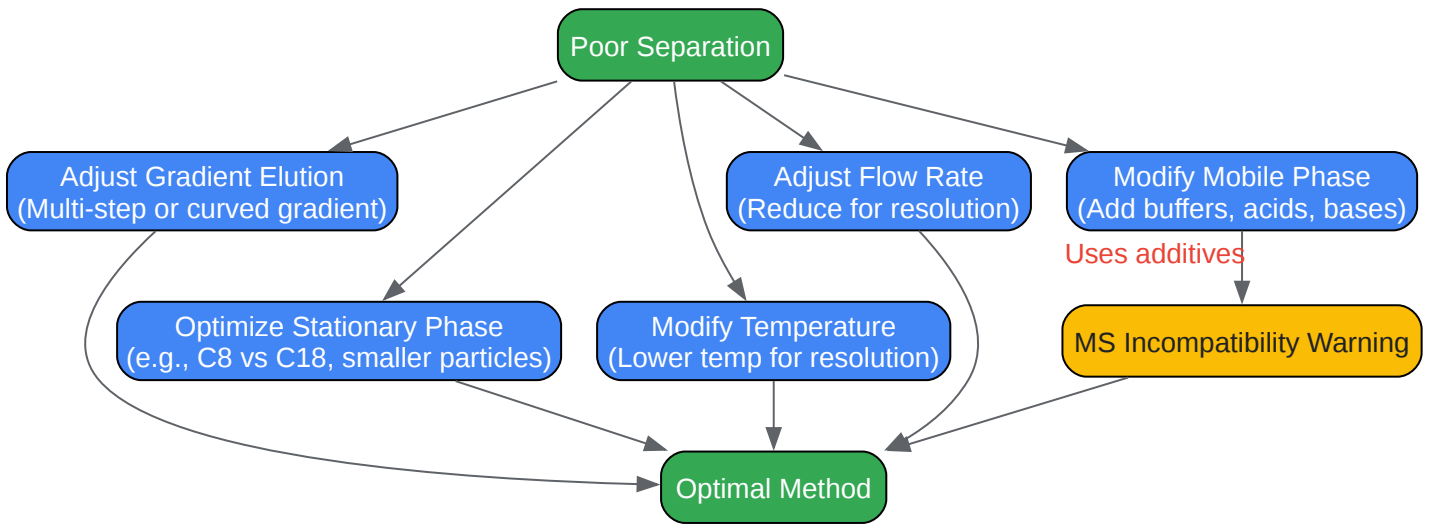 Poor Separation
Adjust Gradient Elution
(Multi-step or curved gradient)
Adjust Flow Rate
(Reduce for resolution)
Modify Mobile Phase
(Add buffers, acids, bases)
Uses additives
Optimize Stationary Phase
(e.g., C8 vs C18, smaller particles)
Modify Temperature
(Lower temp for resolution)
MS Incompatibility Warning
Optimal Method